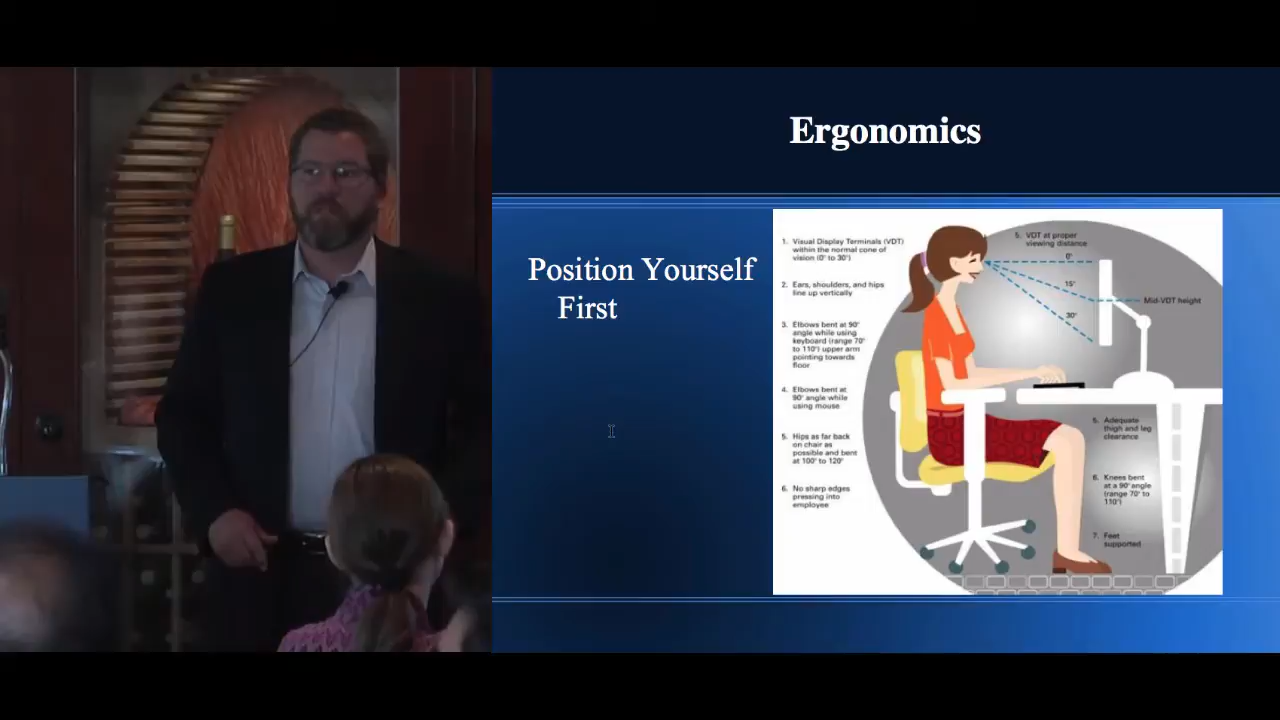 Ergonomics
Position Yourself
First
1. Visual Display Terminals (VDT)
within the normal cone of
vision (0° to 30°)
2. Ears, shoulders, and hips
line up vertically
3. Elbows bent at 90°
angle while using
keyboard (range 70°
to 110°) upper arm
pointing towards
floor
4. Elbows bent at
90° angle while
using mouse
5. Hips as far back
on chair as
possible and bent
at 100° to 120°
6. No sharp edges
pressing into
employee
5. VDT at proper
viewing distance
0°
15°
Mid-VDT height
30°
5. Adequate
thigh and leg
clearance
6. Knees bent
at a 90° angle
(range 70° to
110°)
7. Feet
supported